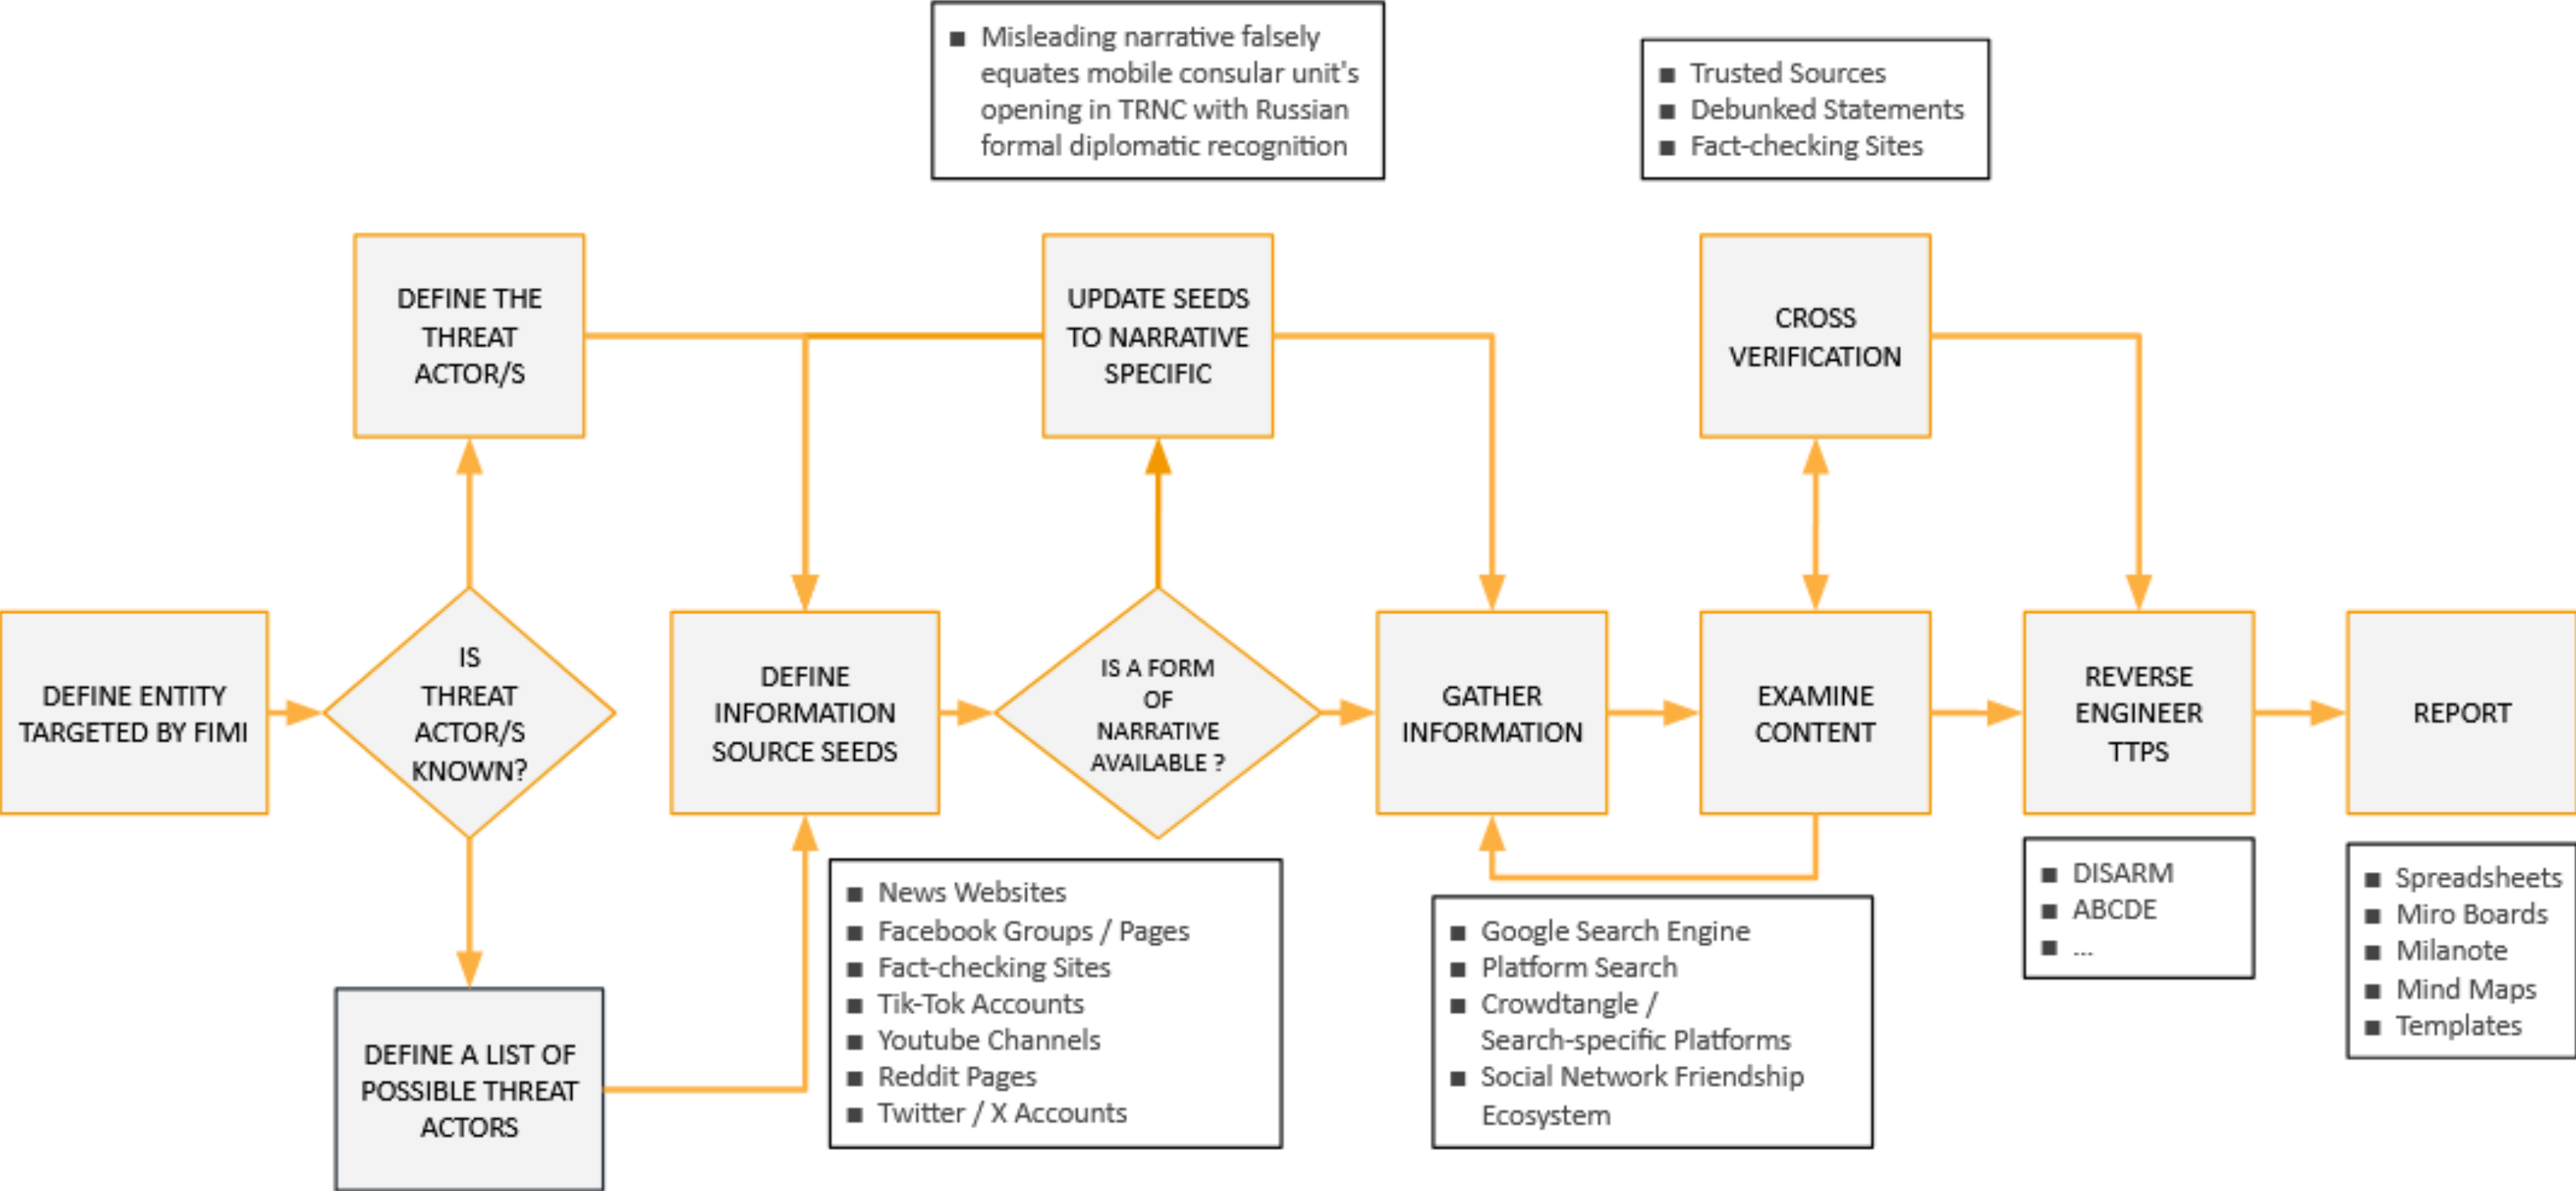 ■ Misleading narrative falsely
equates mobile consular unit's
opening in TRNC with Russian
formal diplomatic recognition
■ Trusted Sources
■ Debunked Statements
■ Fact-checking Sites
DEFINE THE
THREAT
ACTOR/S
UPDATE SEEDS
TO NARRATIVE
SPECIFIC
CROSS
VERIFICATION
DEFINE ENTITY
TARGETED BY FIMI
IS
THREAT
ACTOR/S
KNOWN?
DEFINE
INFORMATION
SOURCE SEEDS
IS A FORM
OF
NARRATIVE
AVAILABLE ?
GATHER
INFORMATION
EXAMINE
CONTENT
REVERSE
ENGINEER
TTPS
REPORT
DEFINE A LIST OF
POSSIBLE THREAT
ACTORS
■ News Websites
■ Facebook Groups / Pages
■ Fact-checking Sites
■ Tik-Tok Accounts
■ Youtube Channels
■ Reddit Pages
■ Twitter / X Accounts
■ Google Search Engine
■ Platform Search
■ Crowdtangle /
Search-specific Platforms
■ Social Network Friendship
Ecosystem
■ DISARM
■ ABCDE
■ ...
■ Spreadsheets
■ Miro Boards
■ Milanote
■ Mind Maps
■ Templates